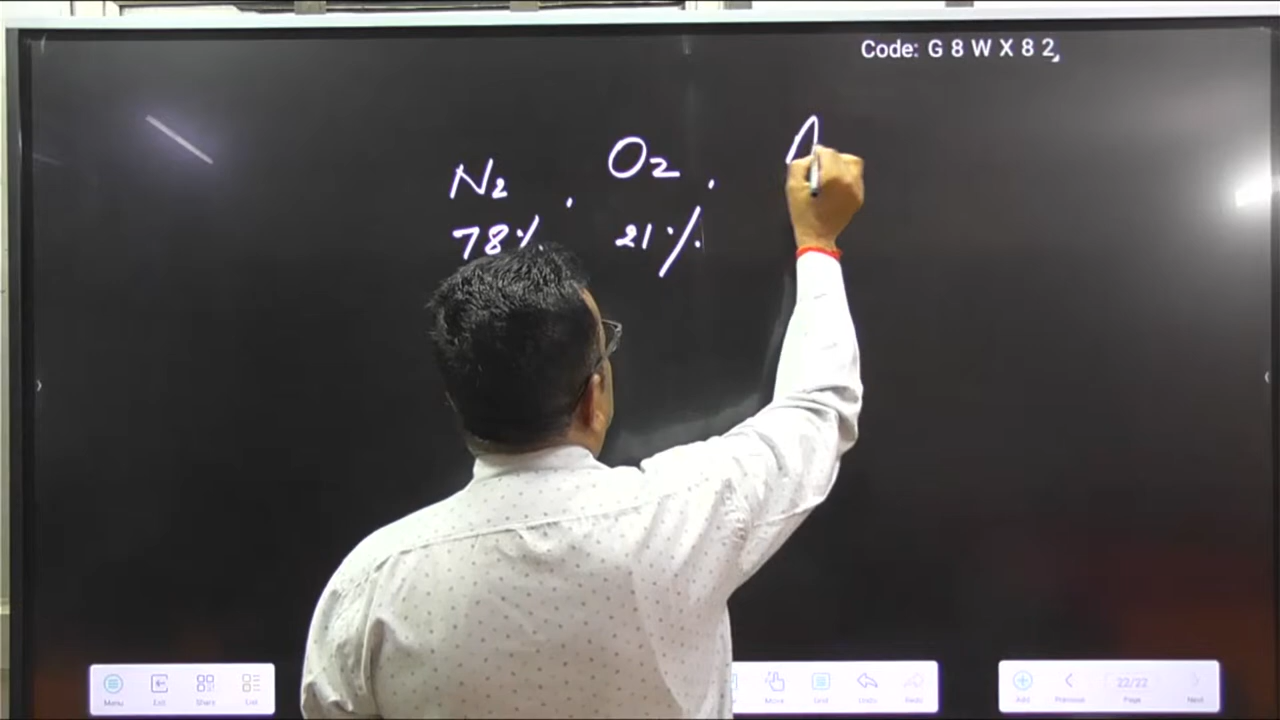 Code: G 8 W X 8 2,
N2 , O2 , A
78% 21%
Menu Exit Share List More Undo Redo Add Previous 22/22 Page Next